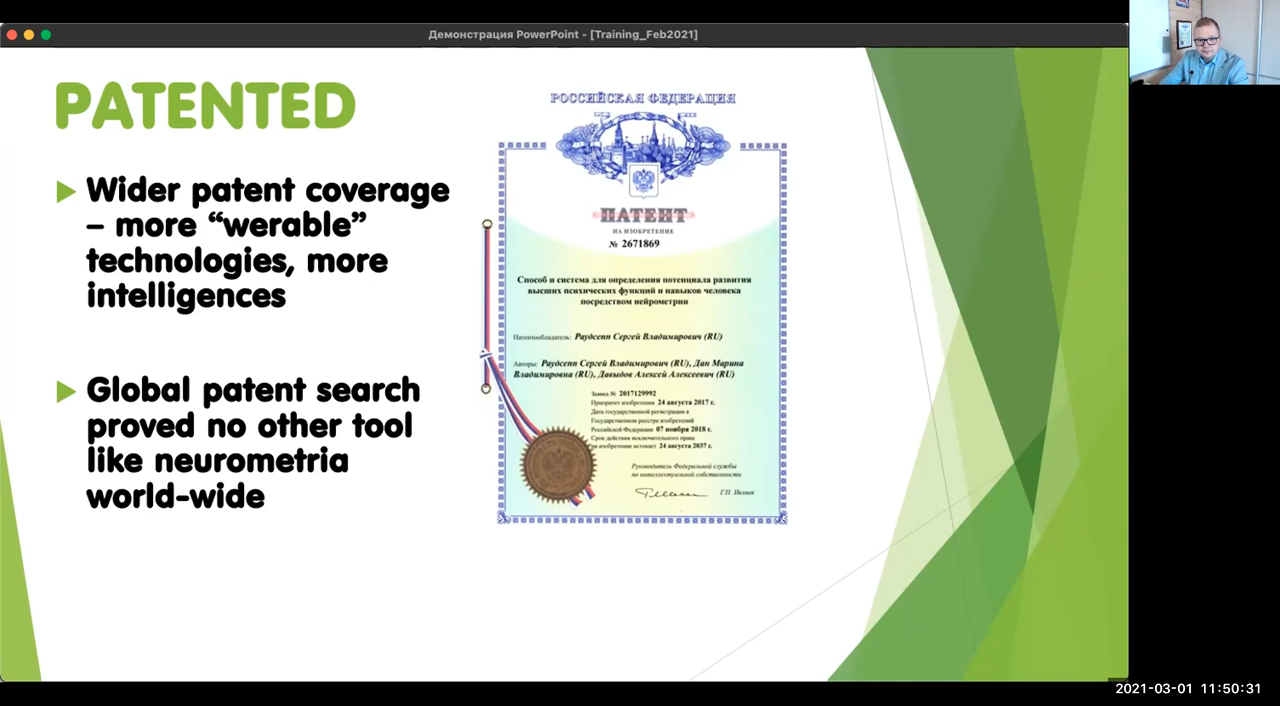 Демонстрация PowerPoint - [Training_Feb2021]
PATENTED
Wider patent coverage
– more “werable”
technologies, more
intelligences
Global patent search
proved no other tool
like neurometria
world-wide
РОССИЙСКАЯ ФЕДЕРАЦИЯ
ПАТЕНТ
НА ИЗОБРЕТЕНИЕ
№ 2671869
Способ и система для определения потенциала развития
высших психических функций и навыков человека
посредством нейрометрии
Патентообладатель: Раудсепп Сергей Владимирович (RU)
Авторы: Раудсепп Сергей Владимирович (RU), Дан Марина
Владимировна (RU), Давыдов Алексей Алексеевич (RU)
Заявка № 2017129992
Приоритет изобретения 24 августа 2017 г.
Дата государственной регистрации в
Государственном реестре изобретений
Российской Федерации 07 ноября 2018 г.
Срок действия исключительного права
на изобретение истекает 24 августа 2037 г.
Руководитель Федеральной службы
по интеллектуальной собственности
Г.П. Ивлиев
2021-03-01 11:50:31